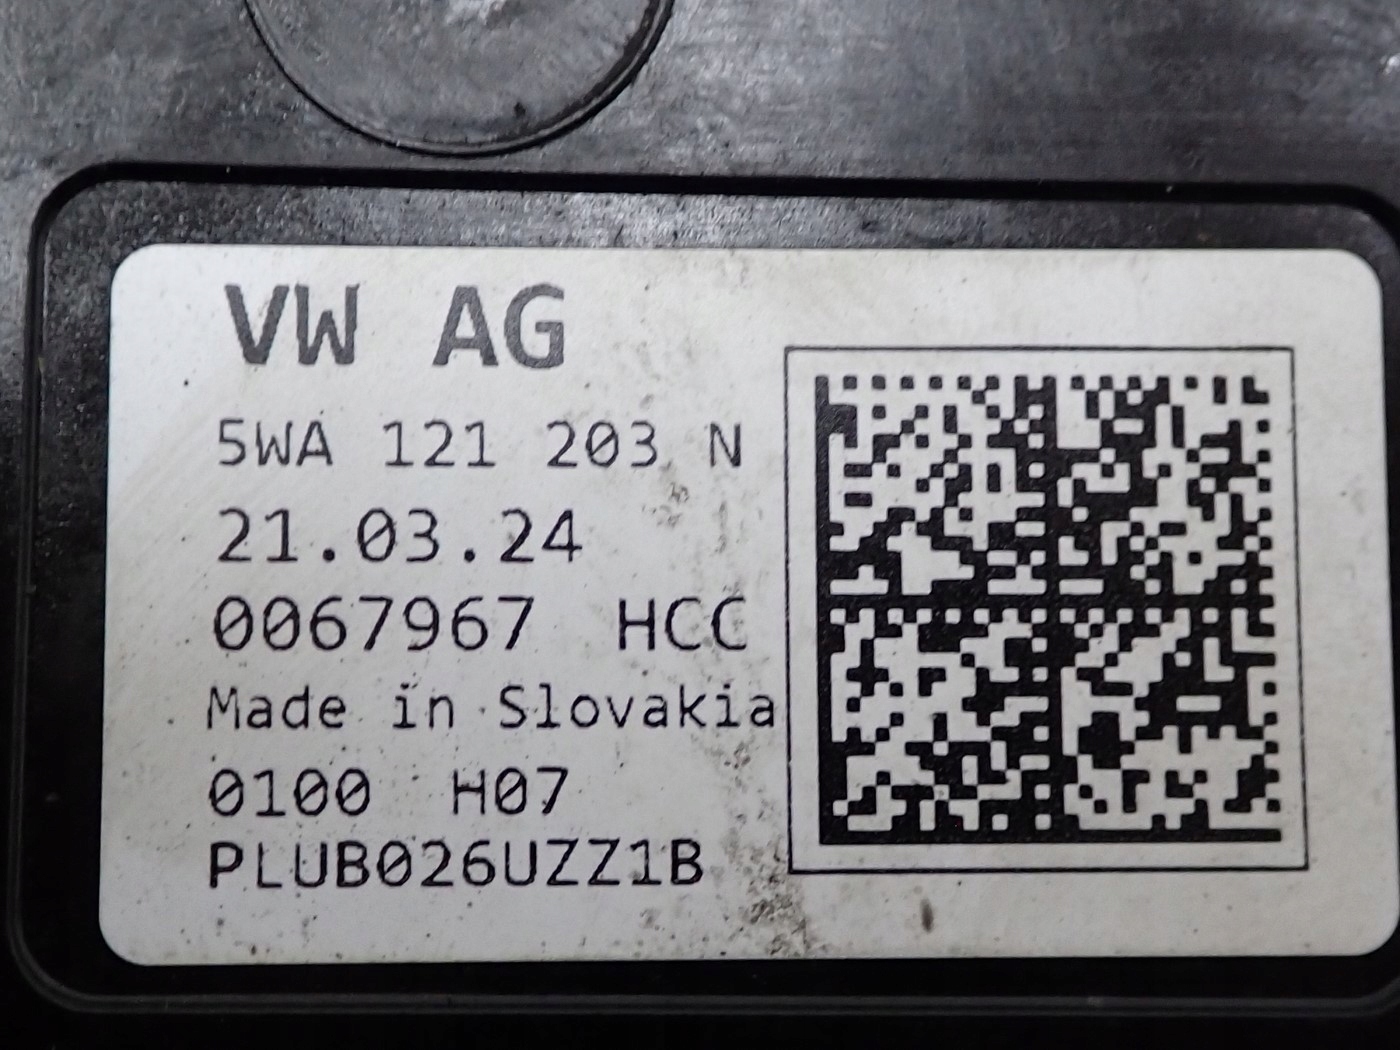 VW AG
5WA 121 203 N
21.03.24
0067967 HCC
Made in Slovakia
0100 H07
PLUB026UZZ1B